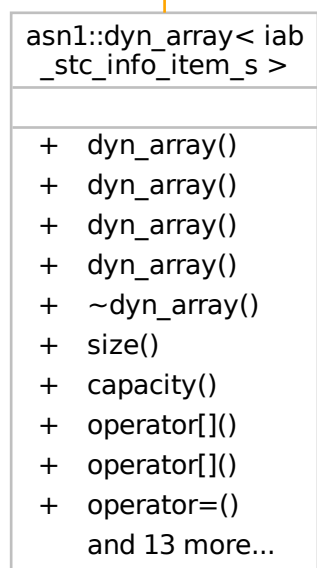 asn1::dyn_array< iab
_stc_info_item_s >
+ dyn_array()
+ dyn_array()
+ dyn_array()
+ dyn_array()
+ ~dyn_array()
+ size()
+ capacity()
+ operator[]()
+ operator[]()
+ operator=()
and 13 more...